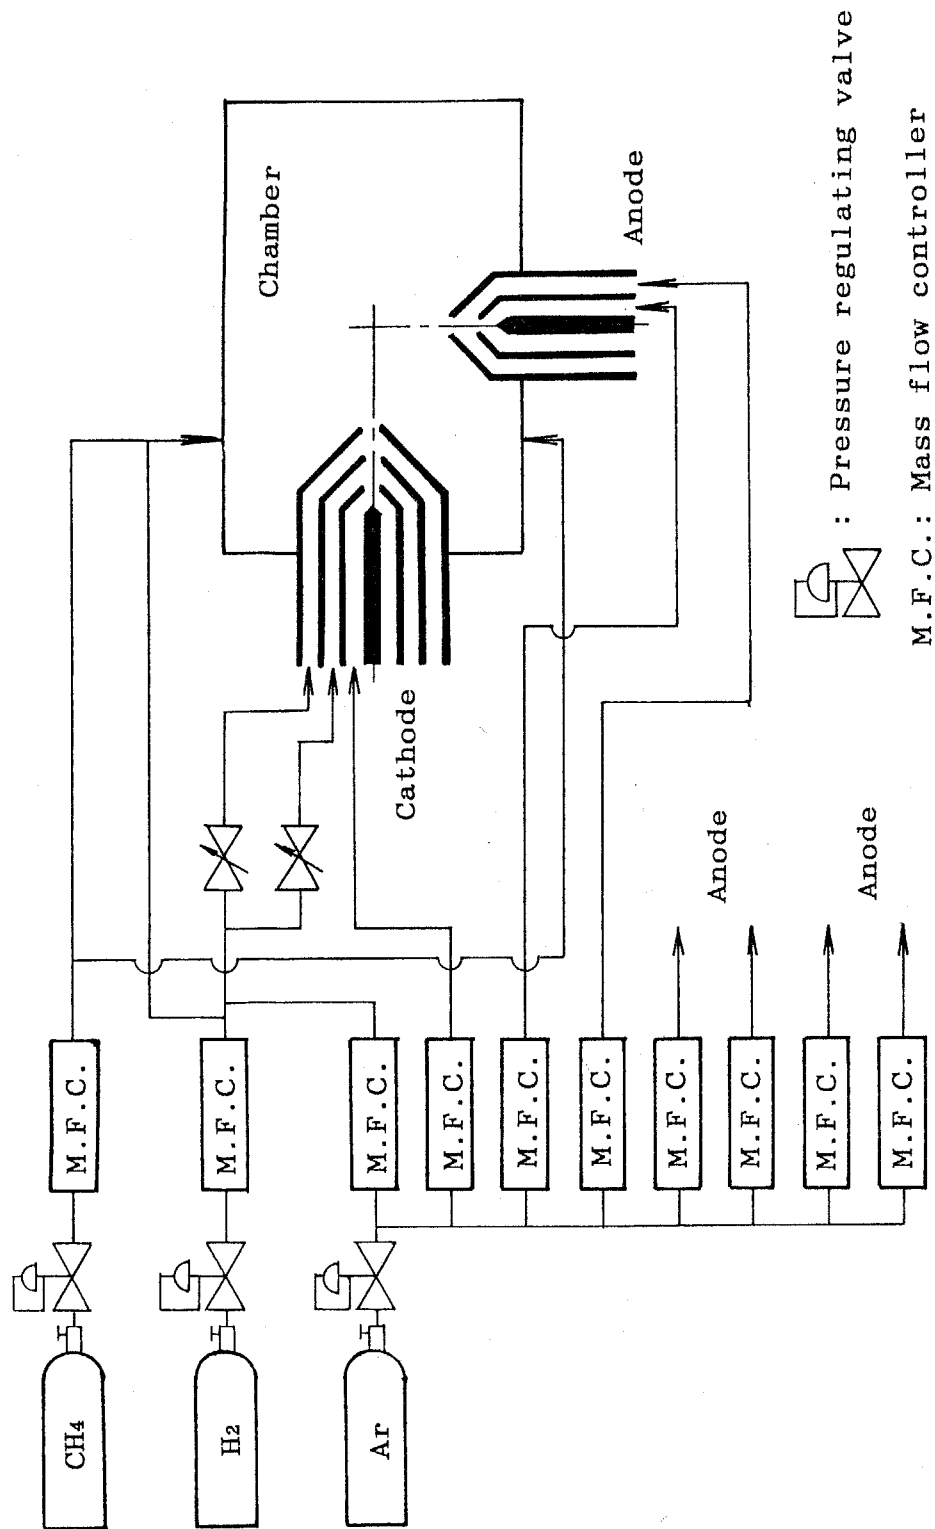 CH4
H2
Ar
M.F.C.
M.F.C.
M.F.C.
M.F.C.
M.F.C.
M.F.C.
M.F.C.
M.F.C.
M.F.C.
M.F.C.
Cathode
Chamber
Anode
Anode
Anode
: Pressure regulating valve
M.F.C.: Mass flow controller